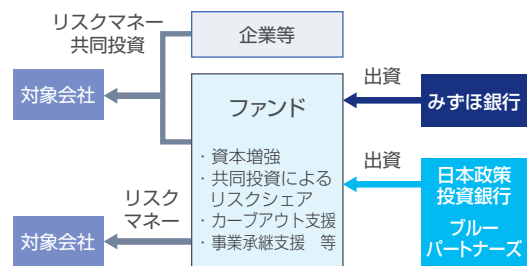 リスクマネー
共同投資
企業等
対象会社
ファンド
出資
みずほ銀行
・資本増強
・共同投資による
リスクシェア
・カーブアウト支援
・事業承継支援 等
出資
日本政策
投資銀行
ブルー
パートナーズ
リスク
マネー
対象会社